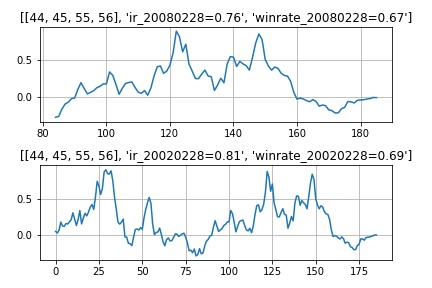 [[44, 45, 55, 56], 'ir_20080228=0.76', 'winrate_20080228=0.67']
0.5
0.0
80 100 120 140 160 180
[[44, 45, 55, 56], 'ir_20020228=0.81', 'winrate_20020228=0.69']
0.5
0.0
0 25 50 75 100 125 150 175